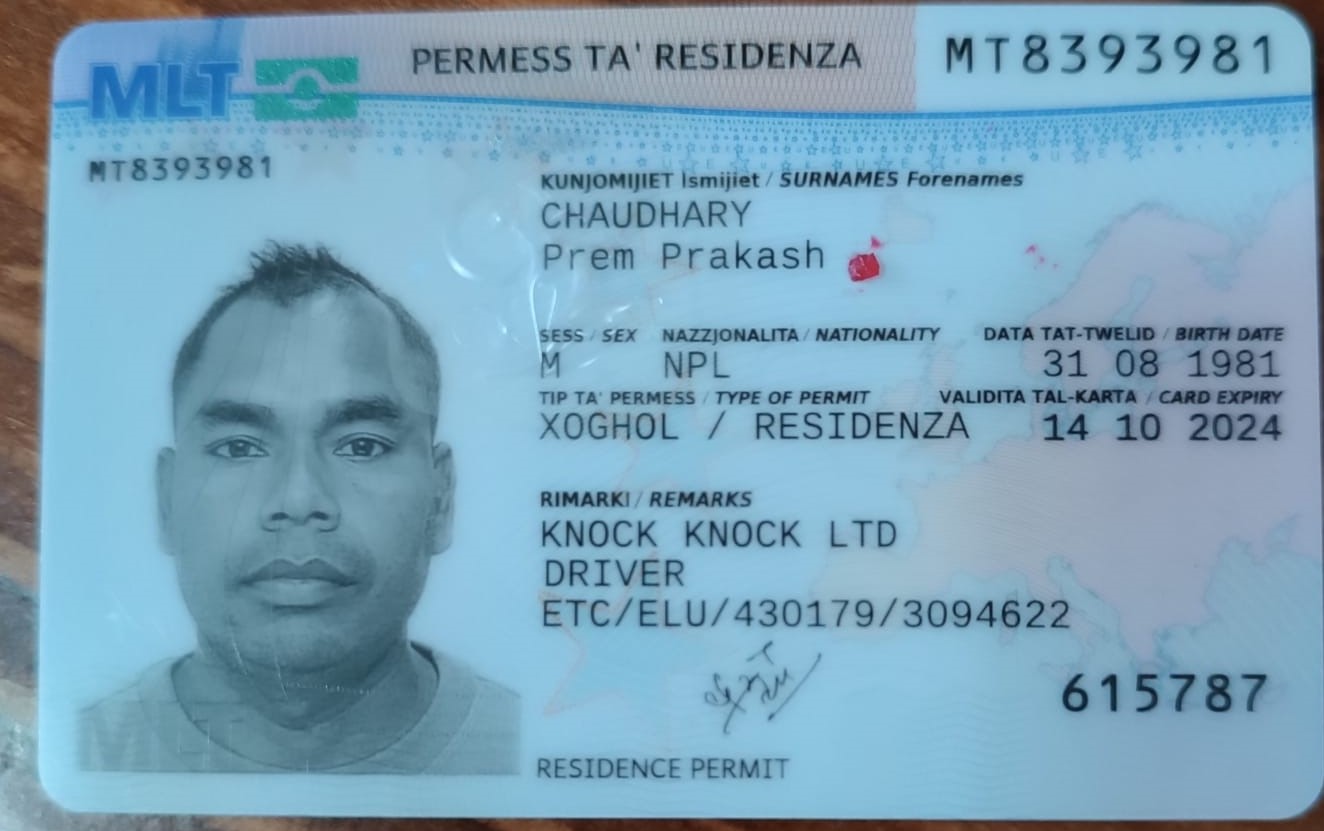 MLT PERMESS TA' RESIDENZA MT8393981
MT8393981
KUNJOMIJIET Ismijiet / SURNAMES Forenames
CHAUDHARY
Prem Prakash
SESS / SEX NAZZJONALITA / NATIONALITY DATA TAT-TWELID / BIRTH DATE
M NPL 31 08 1981
TIP TA' PERMESS / TYPE OF PERMIT VALIDITA TAL-KARTA / CARD EXPIRY
XOGHOL / RESIDENZA 14 10 2024
RIMARKI / REMARKS
KNOCK KNOCK LTD
DRIVER
ETC/ELU/430179/3094622
615787
MLT
RESIDENCE PERMIT